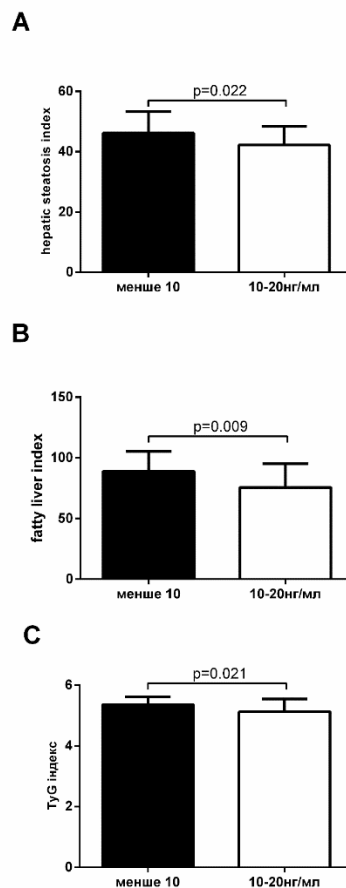 A
p=0.022
hepatic steatosis index
60
40
20
0
менше 10 10-20нг/мл
B
p=0.009
fatty liver index
150
100
50
0
менше 10 10-20нг/мл
C
p=0.021
TyG індекс
6
4
2
0
менше 10 10-20нг/мл